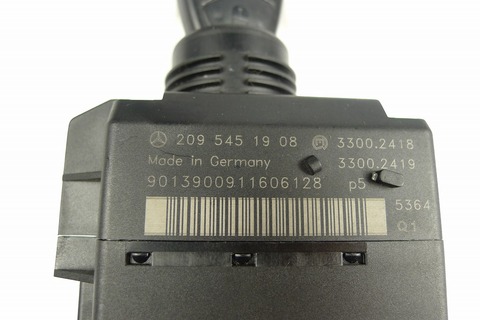 209 545 19 08 3300.2418
Made in Germany 3300.2419
9013900911606128 p5
5364
Q1